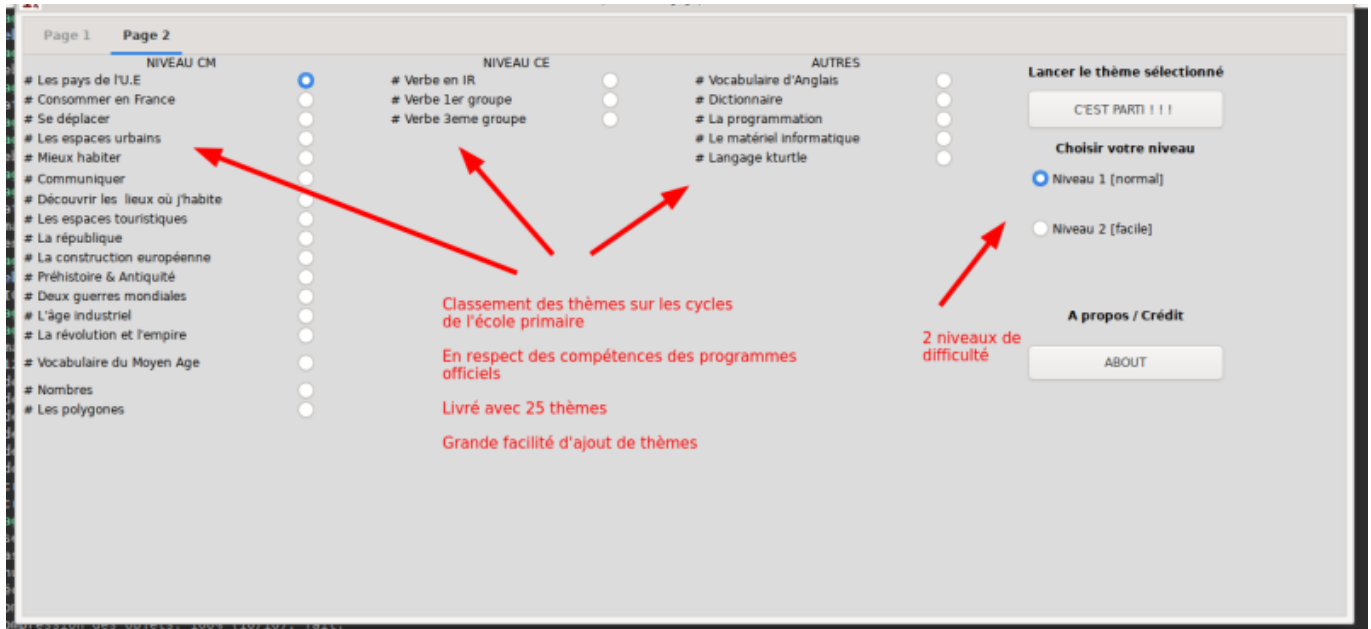 Page 1
Page 2
NIVEAU CM
# Les pays de l'U.E
# Consommer en France
# Se déplacer
# Les espaces urbains
# Mieux habiter
# Communiquer
# Découvrir les  lieux où j'habite
# Les espaces touristiques
# La république
# La construction européenne
# Préhistoire & Antiquité
# Deux guerres mondiales
# L'âge industriel
# La révolution et l'empire
# Vocabulaire du Moyen Age
# Nombres
# Les polygones
NIVEAU CE
# Verbe en IR
# Verbe 1er groupe
# Verbe 3eme groupe
AUTRES
# Vocabulaire d'Anglais
# Dictionnaire
# La programmation
# Le matériel informatique
# Langage kturtle
Classement des thèmes sur les cycles
de l'école primaire
En respect des compétences des programmes
officiels
Livré avec 25 thèmes
Grande facilité d'ajout de thèmes
2 niveaux de
difficulté
Lancer le thème sélectionné
C'EST PARTI ! ! !
Choisir votre niveau
Niveau 1 [normal]
Niveau 2 [facile]
A propos / Crédit
ABOUT